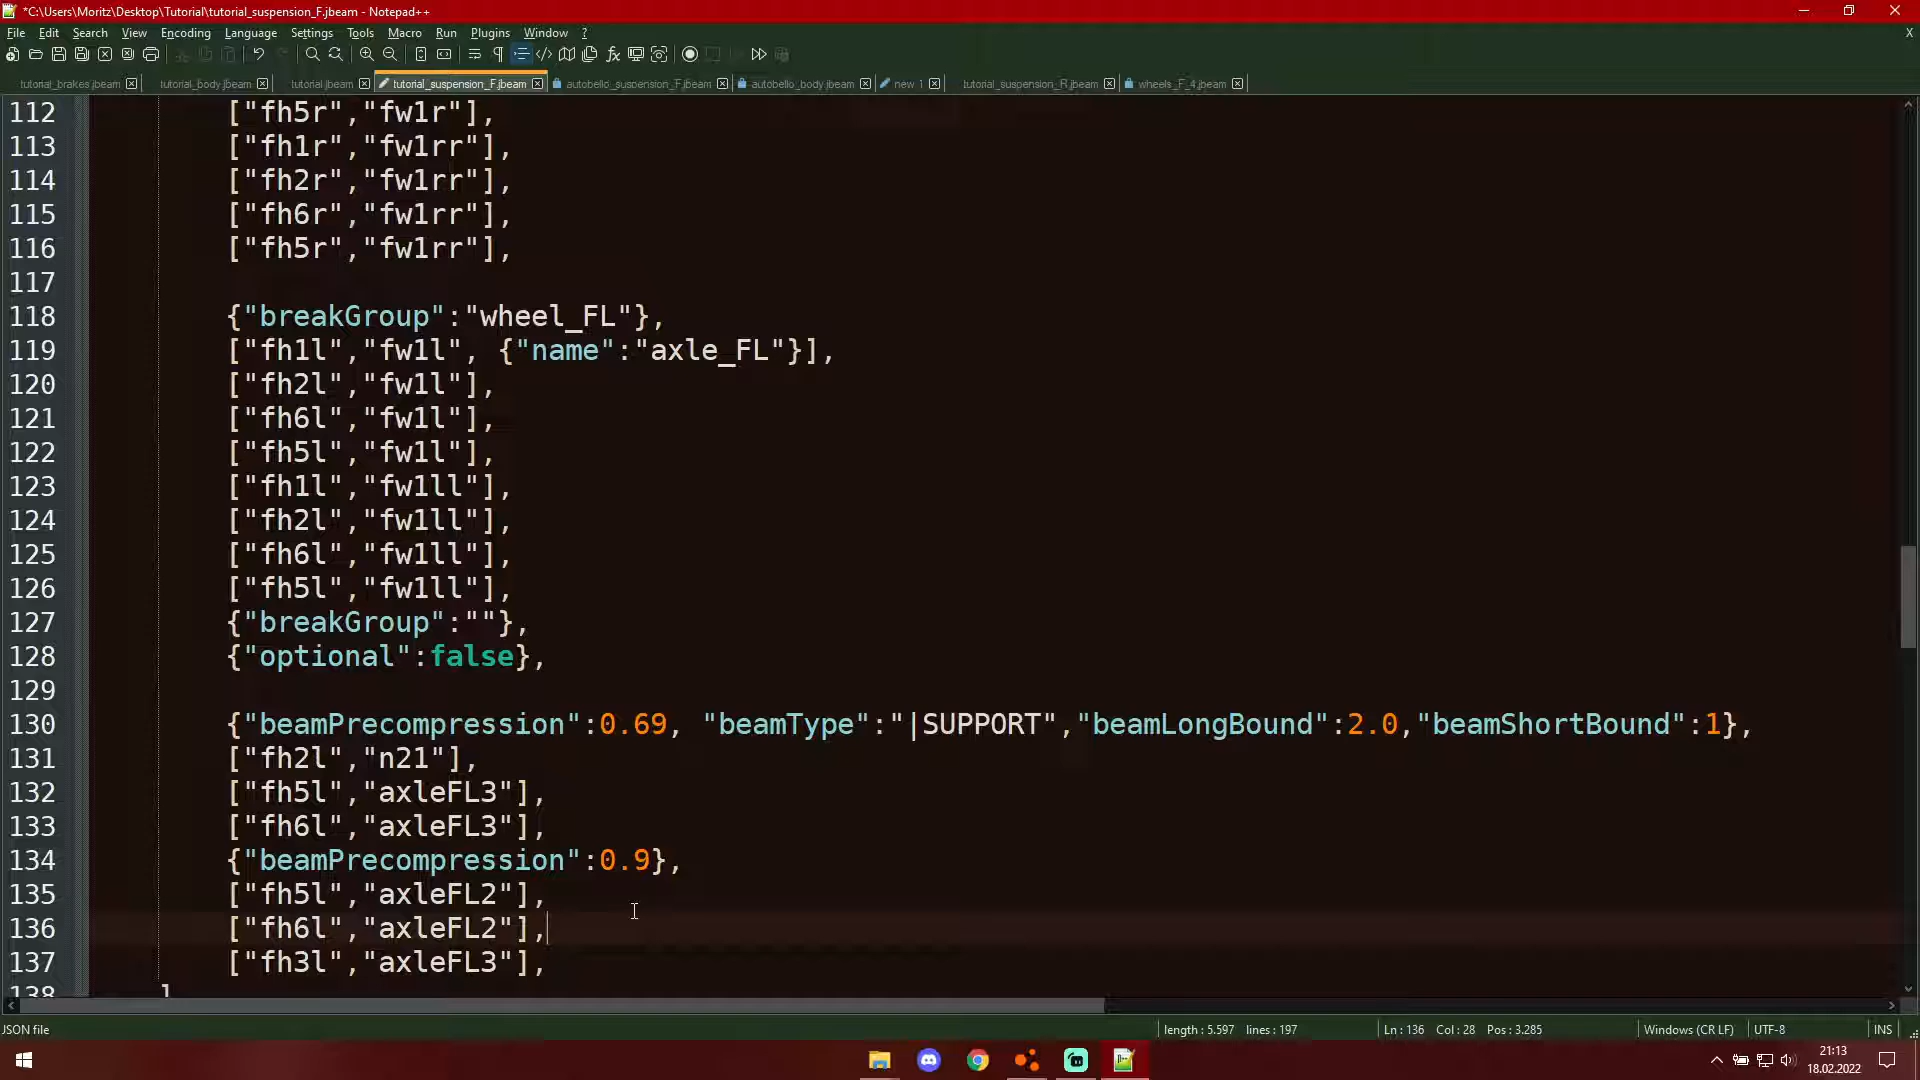 *C:\Users\Moritz\Desktop\Tutorial\tutorial_suspension_F.jbeam - Notepad++
File Edit Search View Encoding Language Settings Tools Macro Run Plugins Window ? X
tutorial_brakes.jbeam tutorial_body.jbeam tutorial.jbeam tutorial_suspension_F.jbeam autobello_suspension_F.jbeam autobello_body.jbeam new 1 tutorial_suspension_R.jbeam wheels_F_4.jbeam
112 ["fh5r","fw1r"],
113 ["fh1r","fw1rr"],
114 ["fh2r","fw1rr"],
115 ["fh6r","fw1rr"],
116 ["fh5r","fw1rr"],
117
118 {"breakGroup":"wheel_FL"},
119 ["fh1l","fw1l", {"name":"axle_FL"}],
120 ["fh2l","fw1l"],
121 ["fh6l","fw1l"],
122 ["fh5l","fw1l"],
123 ["fh1l","fw1ll"],
124 ["fh2l","fw1ll"],
125 ["fh6l","fw1ll"],
126 ["fh5l","fw1ll"],
127 {"breakGroup":""},
128 {"optional":false},
129
130 {"beamPrecompression":0.69, "beamType":"|SUPPORT","beamLongBound":2.0,"beamShortBound":1},
131 ["fh2l","n21"],
132 ["fh5l","axleFL3"],
133 ["fh6l","axleFL3"],
134 {"beamPrecompression":0.9},
135 ["fh5l","axleFL2"],
136 ["fh6l","axleFL2"],
137 ["fh3l","axleFL3"],
138 ]
JSON file length : 5.597 lines : 197 Ln : 136 Col : 28 Pos : 3.285 Windows (CR LF) UTF-8 INS
21:13
18.02.2022